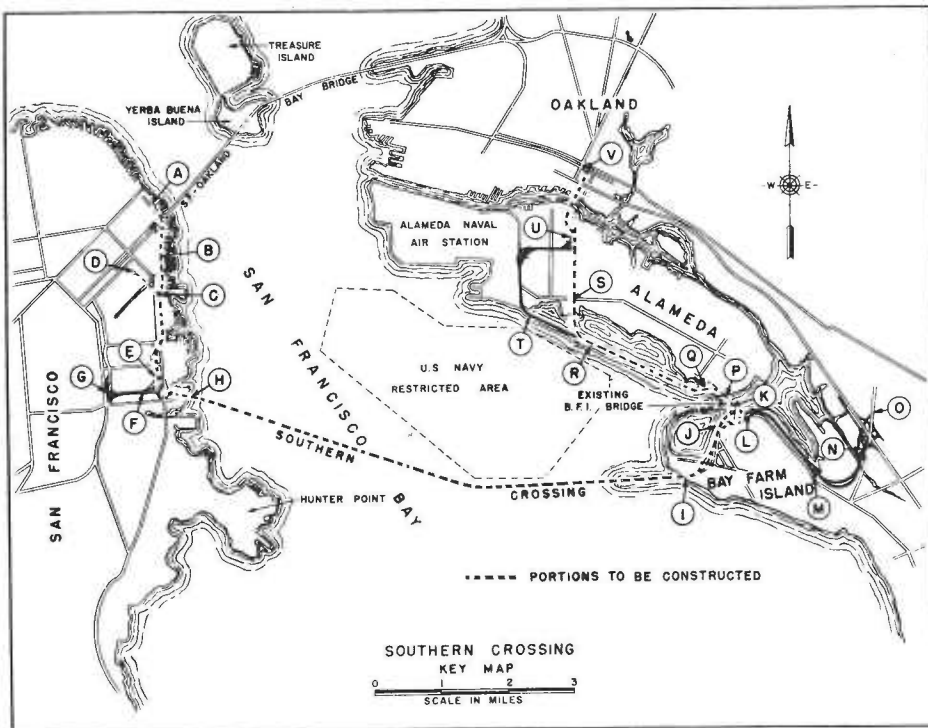 TREASURE
ISLAND
BAY BRIDGE
YERBA BUENA
ISLAND
S.F.-OAKLAND
OAKLAND
W E
A
V
ALAMEDA NAVAL
AIR STATION
U
B
D
C
SAN FRANCISCO BAY
S
ALAMEDA
T
R
Q
P
U.S NAVY
RESTRICTED AREA
EXISTING
B.F.I. BRIDGE
E
G
H
F
K
J
L
O
N
SAN FRANCISCO
SOUTHERN
CROSSING
BAY FARM
ISLAND
I
M
HUNTER POINT
PORTIONS TO BE CONSTRUCTED
SOUTHERN CROSSING
KEY MAP
0 1 2 3
SCALE IN MILES